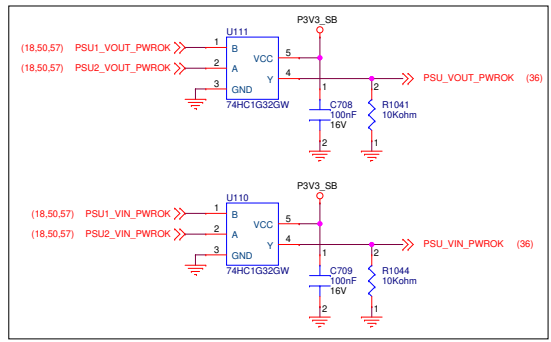 P3V3_SB
U111
(18,50,57) PSU1_VOUT_PWROK 1 B
VCC 5
(18,50,57) PSU2_VOUT_PWROK 2 A
Y 4 PSU_VOUT_PWROK (36)
3 GND
74HC1G32GW
1 2
C708 R1041
100nF 10Kohm
16V
2 1
P3V3_SB
U110
(18,50,57) PSU1_VIN_PWROK 1 B
VCC 5
(18,50,57) PSU2_VIN_PWROK 2 A
Y 4 PSU_VIN_PWROK (36)
3 GND
74HC1G32GW
1 2
C709 R1044
100nF 10Kohm
16V
2 1